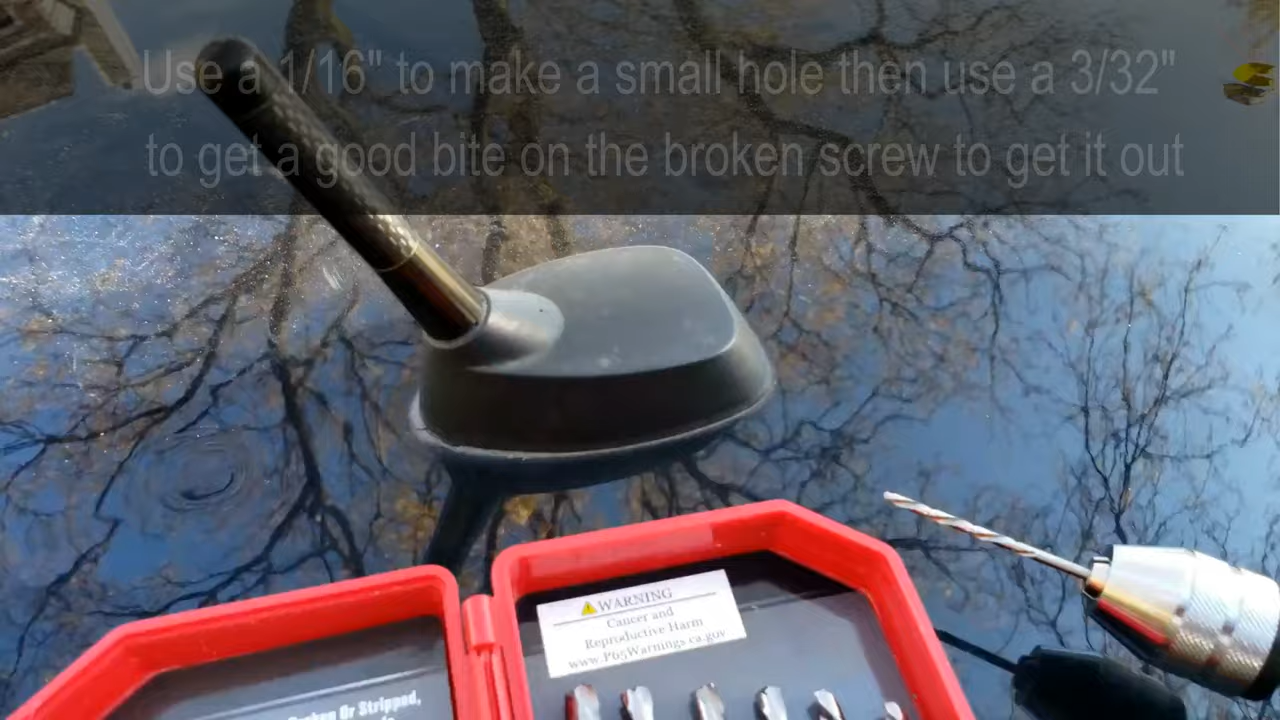 Use a 1/16" to make a small hole then use a 3/32"
to get a good bite on the broken screw to get it out
WARNING
Cancer and
Reproductive Harm
www.P65Warnings.ca.gov
Or Stripped,